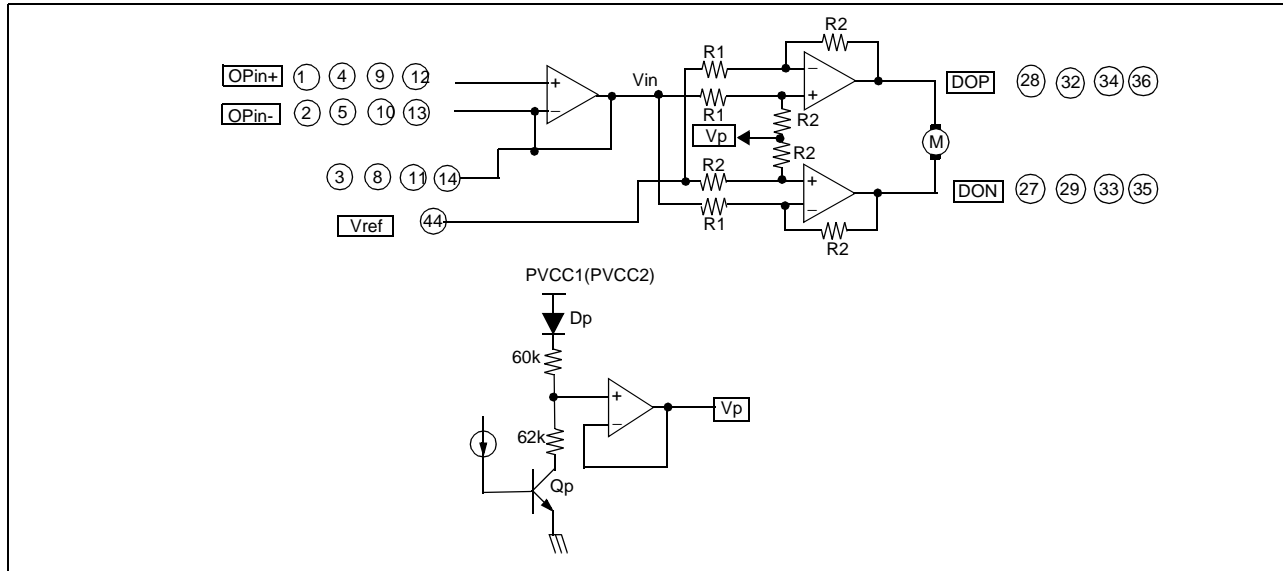 R2
R1
OPin+ 1 4 9 12
Vin
DOP 28 32 34 36
OPin- 2 5 10 13
R1
R2
Vp
M
R2
3 8 11 14
R2
DON 27 29 33 35
Vref 44
R1
R2
PVCC1(PVCC2)
Dp
60k
Vp
62k
Qp